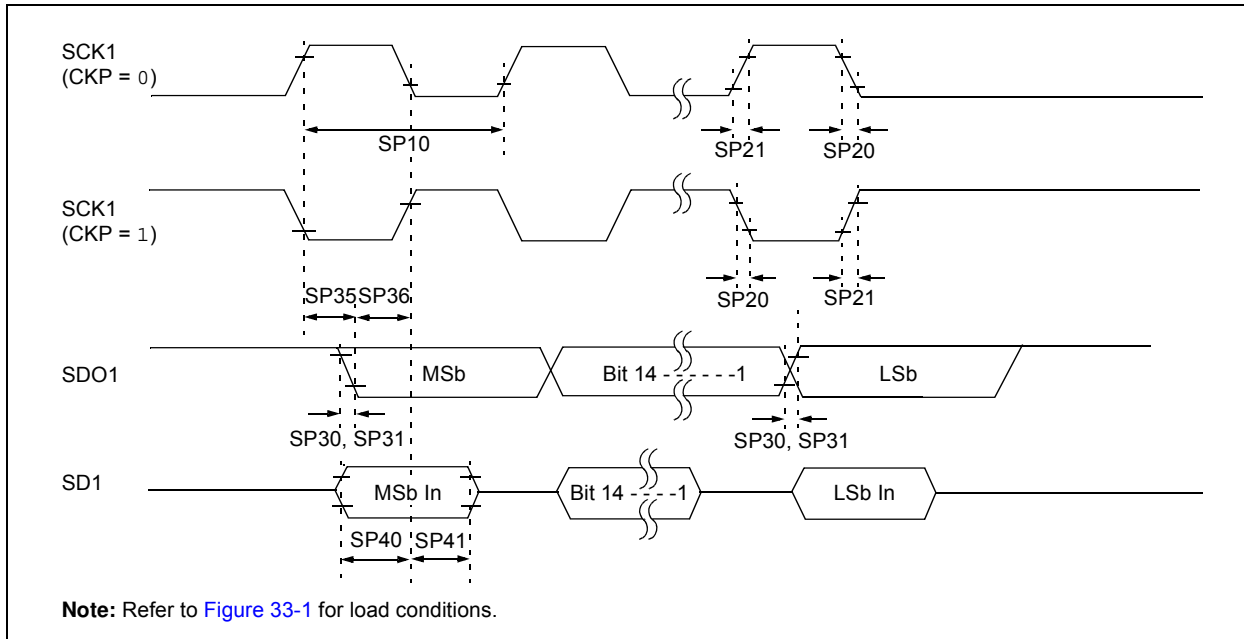 SCK1
(CKP = 0)
SP10
SP21
SP20
SCK1
(CKP = 1)
SP35
SP36
SP20
SP21
SDO1
MSb
Bit 14 - - - - - -1
LSb
SP30, SP31
SP30, SP31
SD1
MSb In
Bit 14 - - - -1
LSb In
SP40
SP41
Note: Refer to Figure 33-1 for load conditions.